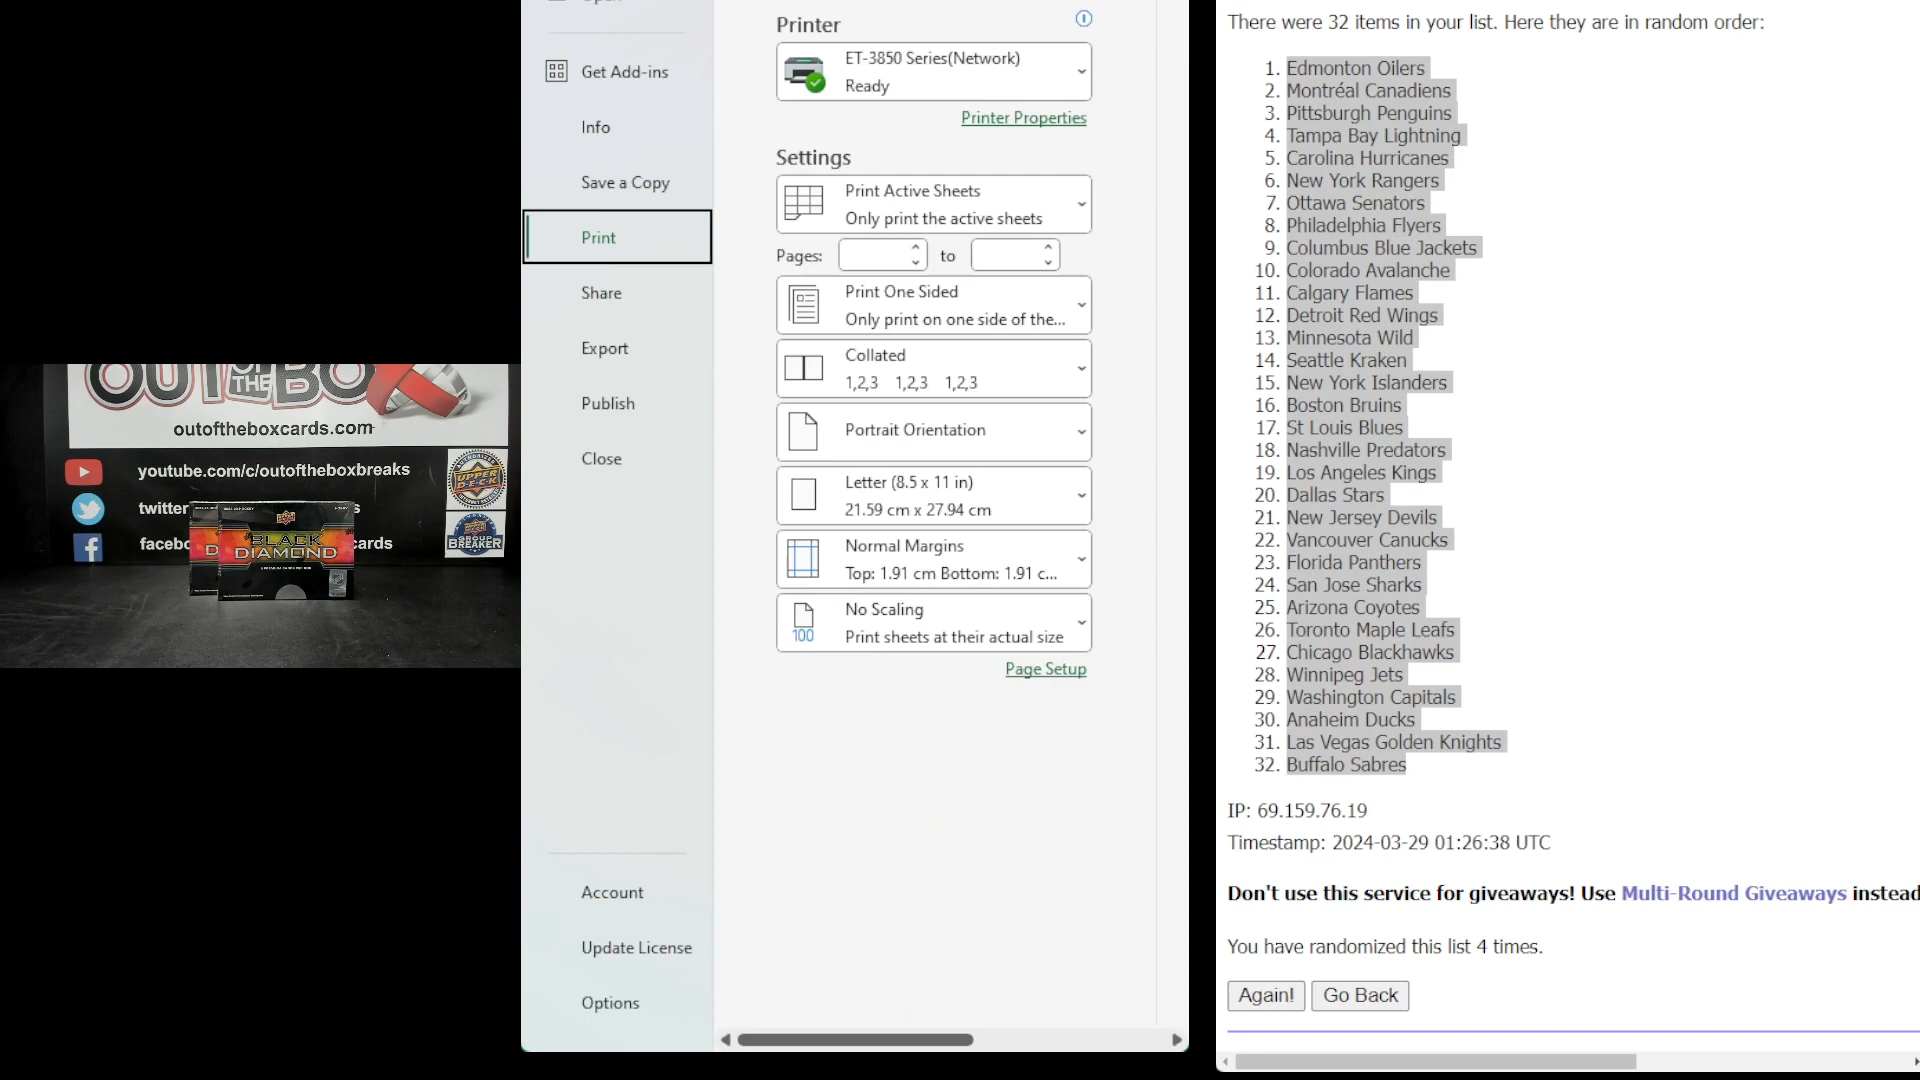 OUT OF THE BOX
outoftheboxcards.com
youtube.com/c/outoftheboxbreaks
twitter
facebo
cards
AUTHORIZED
UPPER DECK
UPPER DECK
GROUP BREAKER
BLACK
DIAMOND
Get Add-ins
Info
Save a Copy
Print
Share
Export
Publish
Close
Account
Update License
Options
Printer
ET-3850 Series(Network)
Ready
Printer Properties
Settings
Print Active Sheets
Only print the active sheets
Pages: to
Print One Sided
Only print on one side of the...
Collated
1,2,3 1,2,3 1,2,3
Portrait Orientation
Letter (8.5 x 11 in)
21.59 cm x 27.94 cm
Normal Margins
Top: 1.91 cm Bottom: 1.91 c...
No Scaling
100
Print sheets at their actual size
Page Setup
There were 32 items in your list. Here they are in random order:
1. Edmonton Oilers
2. Montréal Canadiens
3. Pittsburgh Penguins
4. Tampa Bay Lightning
5. Carolina Hurricanes
6. New York Rangers
7. Ottawa Senators
8. Philadelphia Flyers
9. Columbus Blue Jackets
10. Colorado Avalanche
11. Calgary Flames
12. Detroit Red Wings
13. Minnesota Wild
14. Seattle Kraken
15. New York Islanders
16. Boston Bruins
17. St Louis Blues
18. Nashville Predators
19. Los Angeles Kings
20. Dallas Stars
21. New Jersey Devils
22. Vancouver Canucks
23. Florida Panthers
24. San Jose Sharks
25. Arizona Coyotes
26. Toronto Maple Leafs
27. Chicago Blackhawks
28. Winnipeg Jets
29. Washington Capitals
30. Anaheim Ducks
31. Las Vegas Golden Knights
32. Buffalo Sabres
IP: 69.159.76.19
Timestamp: 2024-03-29 01:26:38 UTC
Don't use this service for giveaways! Use Multi-Round Giveaways instead
You have randomized this list 4 times.
Again! Go Back